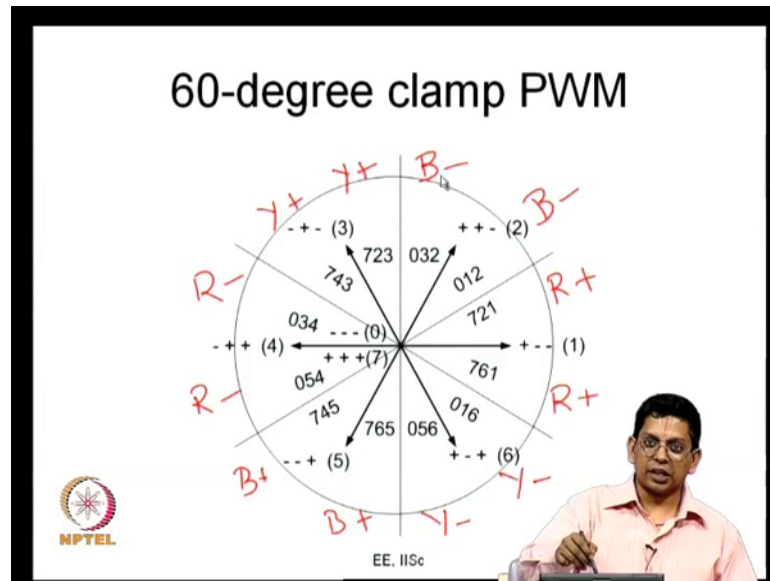 60-degree clamp PWM
Y+ Y+ B-
B-
- + - (3) + + - (2)
723 032
R- 743 012 R+
034 - - - (0) 721
- + + (4) + + + (7) + - - (1)
054 761
R- 745 016 R+
765 056
- - + (5) + - + (6)
B+ Y-
B+ Y-
NPTEL
EE, IISc